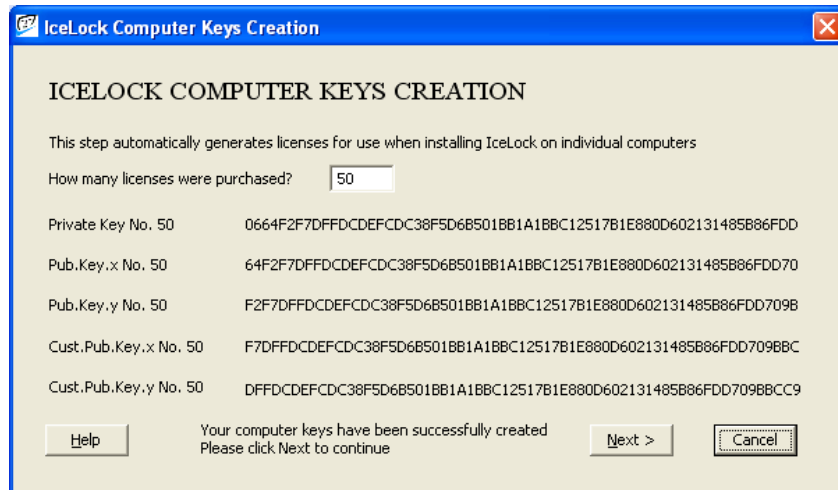 IceLock Computer Keys Creation
ICELOCK COMPUTER KEYS CREATION
This step automatically generates licenses for use when installing IceLock on individual computers
How many licenses were purchased? 50
Private Key No. 50 0664F2F7DFFDCDEFCDC38F5D6B501BB1A1BBC12517B1E880D602131485B86FDD
Pub.Key.x No. 50 64F2F7DFFDCDEFCDC38F5D6B501BB1A1BBC12517B1E880D602131485B86FDD70
Pub.Key.y No. 50 F2F7DFFDCDEFCDC38F5D6B501BB1A1BBC12517B1E880D602131485B86FDD709B
Cust.Pub.Key.x No. 50 F7DFFDCDEFCDC38F5D6B501BB1A1BBC12517B1E880D602131485B86FDD709BBC
Cust.Pub.Key.y No. 50 DFFDCDEFCDC38F5D6B501BB1A1BBC12517B1E880D602131485B86FDD709BBCC9
Help
Your computer keys have been successfully created
Please click Next to continue
Next >
Cancel